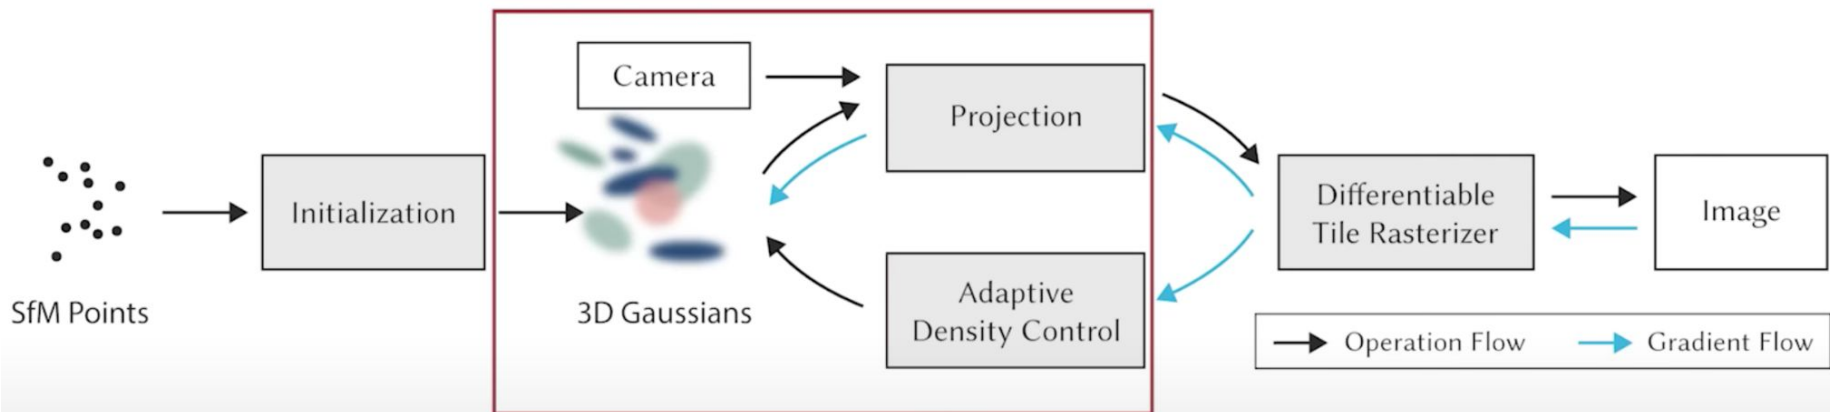 Camera
Projection
Initialization
Differentiable
Tile Rasterizer
Image
SfM Points
3D Gaussians
Adaptive
Density Control
Operation Flow
Gradient Flow